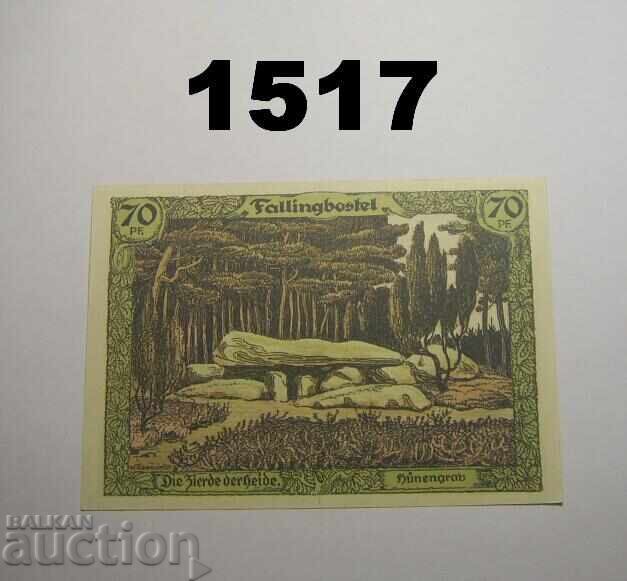 1517
70 PF.
Fallingbostel
70 PF.
Die Zierde der Heide.
Hünengrab
BALKAN
auction